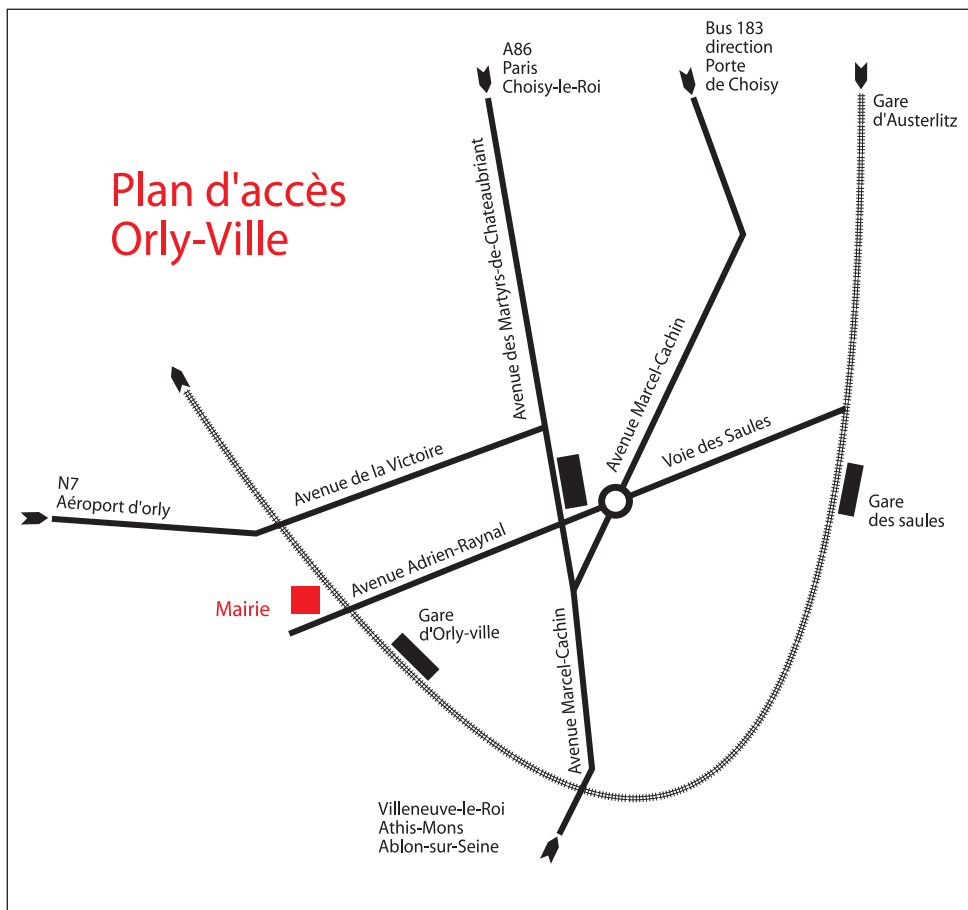 Bus 183
direction
Porte
de Choisy
A86
Paris
Choisy-le-Roi
Gare
d'Austerlitz
Plan d'accès
Orly-Ville
Avenue des Martyrs-de-Chateaubriant
Avenue Marcel-Cachin
Voie des Saules
Avenue de la Victoire
N7
Aéroport d'orly
Gare
des saules
Avenue Adrien-Raynal
Mairie
Gare
d'Orly-ville
Avenue Marcel-Cachin
Villeneuve-le-Roi
Athis-Mons
Ablon-sur-Seine